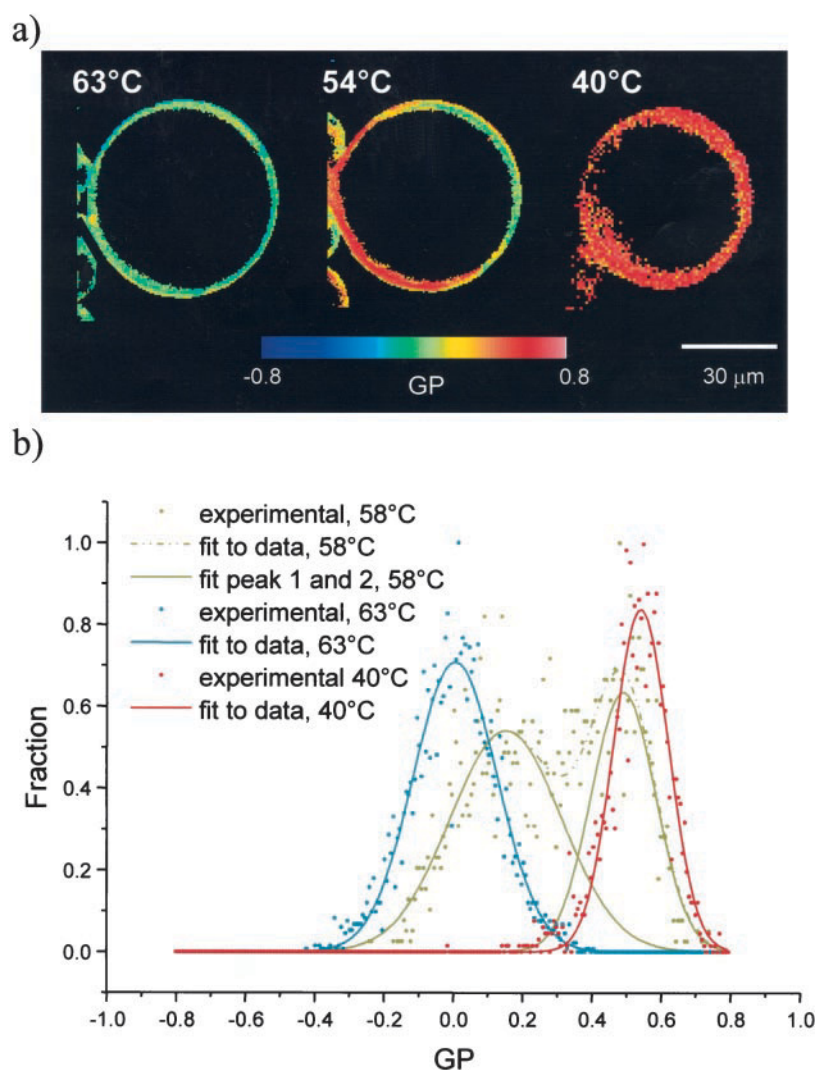 a)
63°C 54°C 40°C
-0.8 GP 0.8 30 μm
b)
experimental, 58°C
fit to data, 58°C
fit peak 1 and 2, 58°C
experimental, 63°C
fit to data, 63°C
experimental 40°C
fit to data, 40°C
1.0
0.8
0.6
0.4
0.2
0.0
Fraction
-1.0 -0.8 -0.6 -0.4 -0.2 0.0 0.2 0.4 0.6 0.8 1.0
GP